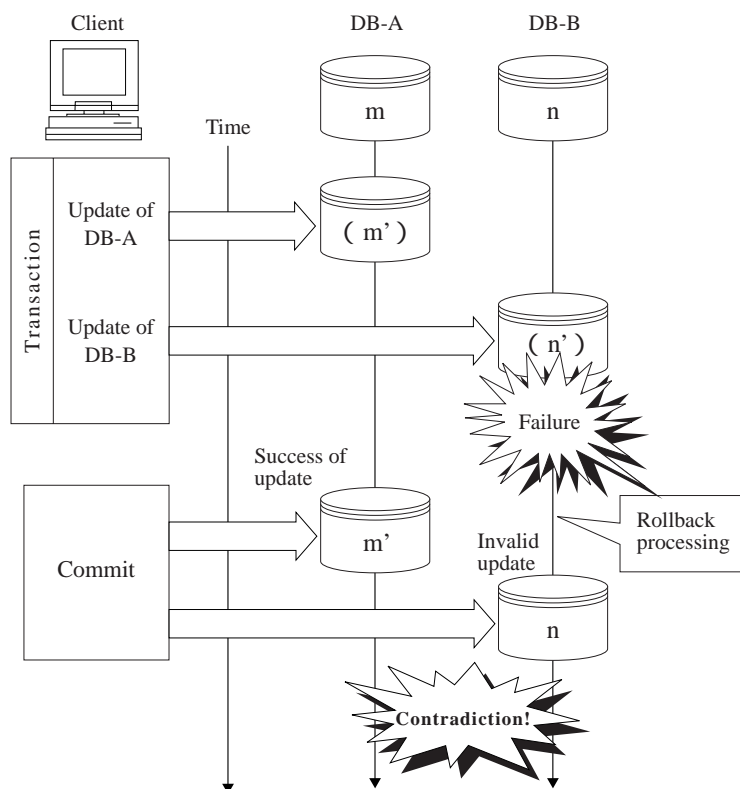 Client
DB-A
DB-B
m
n
Time
Transaction
Update of
DB-A
( m’ )
Update of
DB-B
( n’ )
Failure
Success of
update
Rollback
processing
Commit
m’
Invalid
update
n
Contradiction!